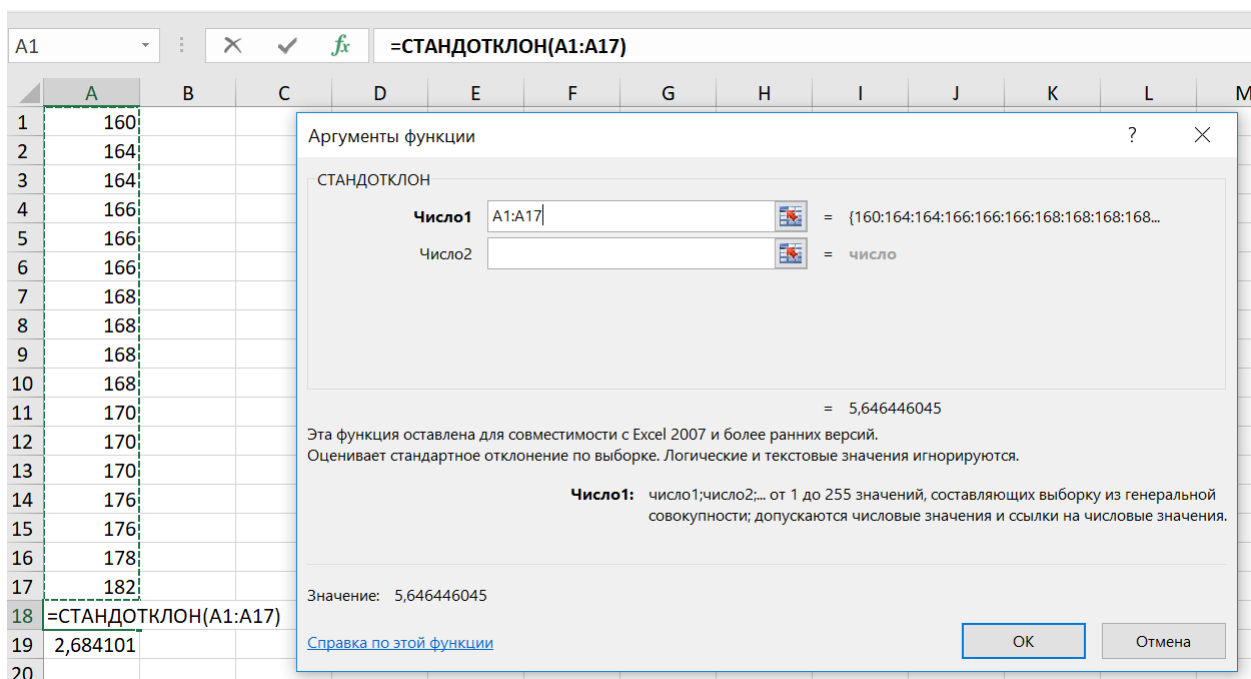 A1 fx =СТАНДОТКЛОН(A1:A17)
A B C D E F G H I J K L M
1 160
2 164
3 164
4 166
5 166
6 166
7 168
8 168
9 168
10 168
11 170
12 170
13 170
14 176
15 176
16 178
17 182
18 =СТАНДОТКЛОН(A1:A17)
19 2,684101
20
Аргументы функции ?
СТАНДОТКЛОН
Число1 A1:A17 = {160:164:164:166:166:166:168:168:168:168...
Число2 = число
= 5,646446045
Эта функция оставлена для совместимости с Excel 2007 и более ранних версий.
Оценивает стандартное отклонение по выборке. Логические и текстовые значения игнорируются.
Число1: число1;число2;... от 1 до 255 значений, составляющих выборку из генеральной
совокупности; допускаются числовые значения и ссылки на числовые значения.
Значение: 5,646446045
Справка по этой функции
ОК Отмена